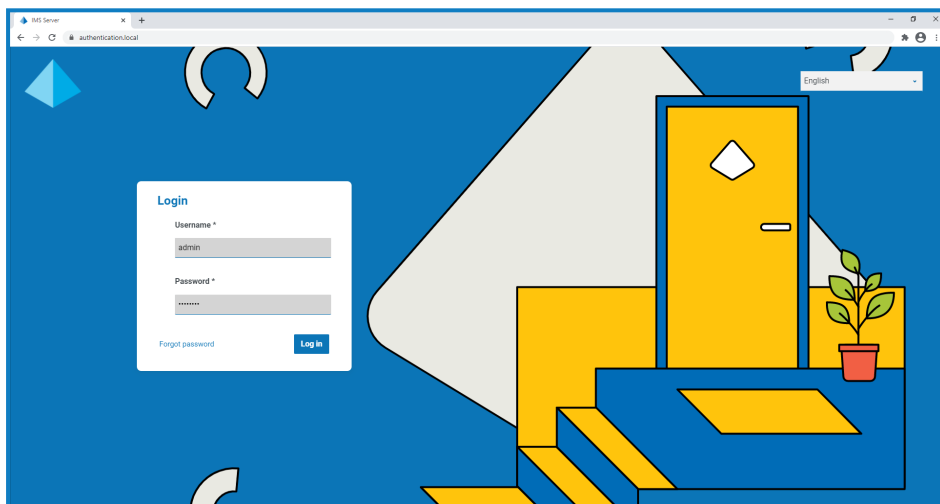 IMS Server
authentication.local
English
Login
Username *
admin
Password *
••••••••
Forgot password
Log in